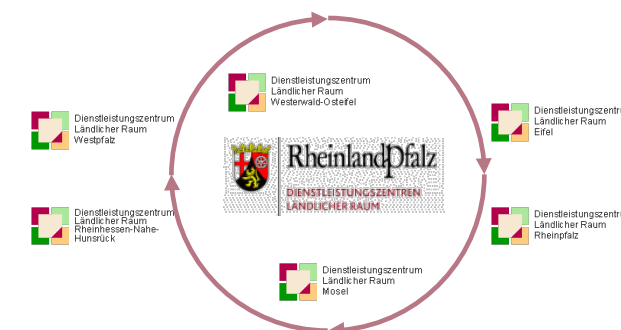 Dienstleistungszentrum
Ländlicher Raum
Westerwald-Osteifel
Dienstleistungszentrum
Ländlicher Raum
Eifel
Dienstleistungszentrum
Ländlicher Raum
Westpfalz
RheinlandPfalz
DIENSTLEISTUNGSZENTREN
LÄNDLICHER RAUM
Dienstleistungszentrum
Ländlicher Raum
Rheinhessen-Nahe-
Hunsrück
Dienstleistungszentru
Ländlicher Raum
Rheinpfalz
Dienstleistungszentrum
Ländlicher Raum
Mosel